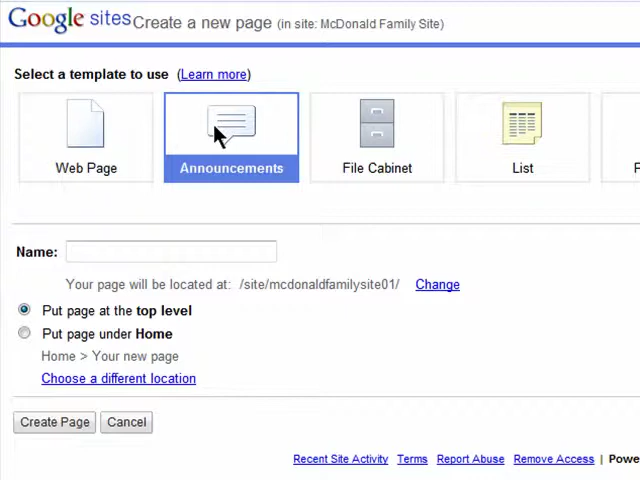 Google sites Create a new page (in site: McDonald Family Site)
Select a template to use (Learn more)
Web Page Announcements File Cabinet List F
Name:
Your page will be located at: /site/mcdonaldfamilysite01/ Change
Put page at the top level
Put page under Home
Home > Your new page
Choose a different location
Create Page Cancel
Recent Site Activity Terms Report Abuse Remove Access | Powe